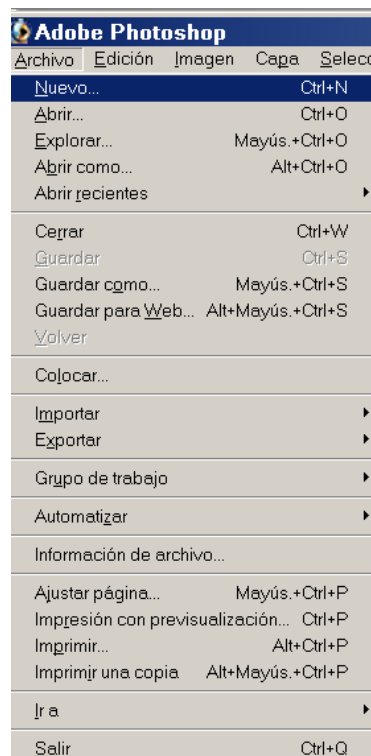 Adobe Photoshop
Archivo Edición Imagen Capa Selecc
Nuevo... Ctrl+N
Abrir... Ctrl+O
Explorar... Mayús.+Ctrl+O
Abrir como... Alt+Ctrl+O
Abrir recientes
Cerrar Ctrl+W
Guardar Ctrl+S
Guardar como... Mayús.+Ctrl+S
Guardar para Web... Alt+Mayús.+Ctrl+S
Volver
Colocar...
Importar
Exportar
Grupo de trabajo
Automatizar
Información de archivo...
Ajustar página... Mayús.+Ctrl+P
Impresión con previsualización... Ctrl+P
Imprimir... Alt+Ctrl+P
Imprimir una copia Alt+Mayús.+Ctrl+P
Ir a
Salir Ctrl+Q